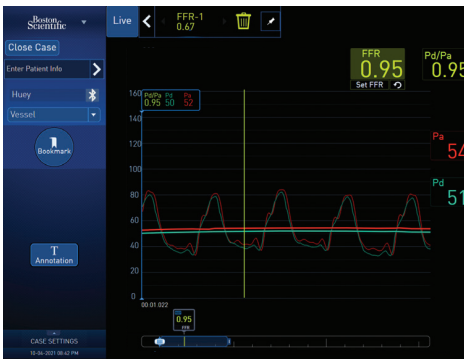 Boston
Scientific
Live
FFR-1
0.67
Close Case
Enter Patient Info
Huey
Vessel
Bookmark
T
Annotation
CASE SETTINGS
10-04-2021 08:42 PM
FFR
0.95
Set FFR
Pd/Pa
0.95
Pa
54
Pd
51
Pd/Pa Pd Pa
0.95 50 52
160
140
120
100
80
60
40
20
0
00:01.022
0.95
FFR